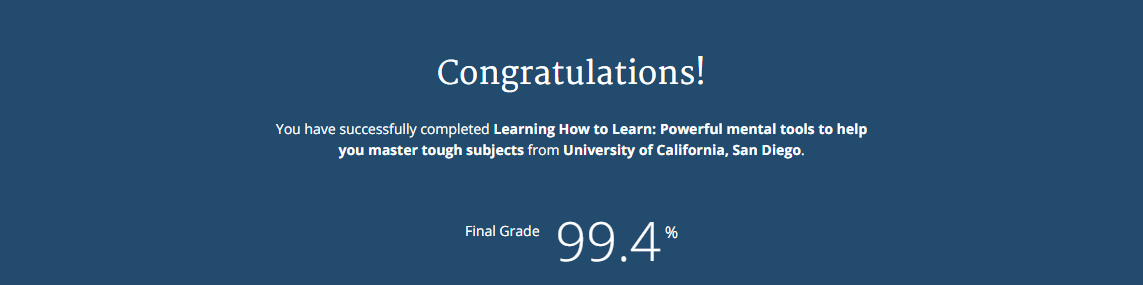 Congratulations!
You have successfully completed Learning How to Learn: Powerful mental tools to help
you master tough subjects from University of California, San Diego.
Final Grade 99.4 %